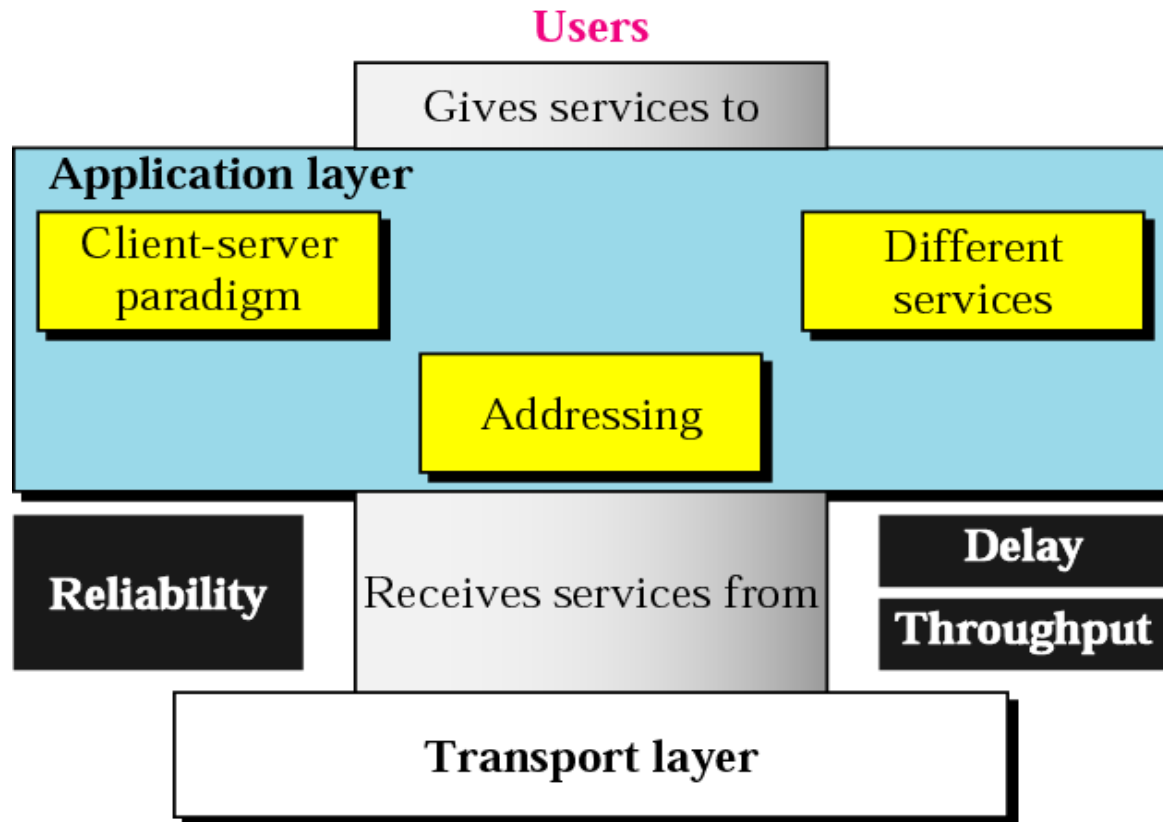 Users
Gives services to
Application layer
Client-server
paradigm
Different
services
Addressing
Reliability
Receives services from
Delay
Throughput
Transport layer